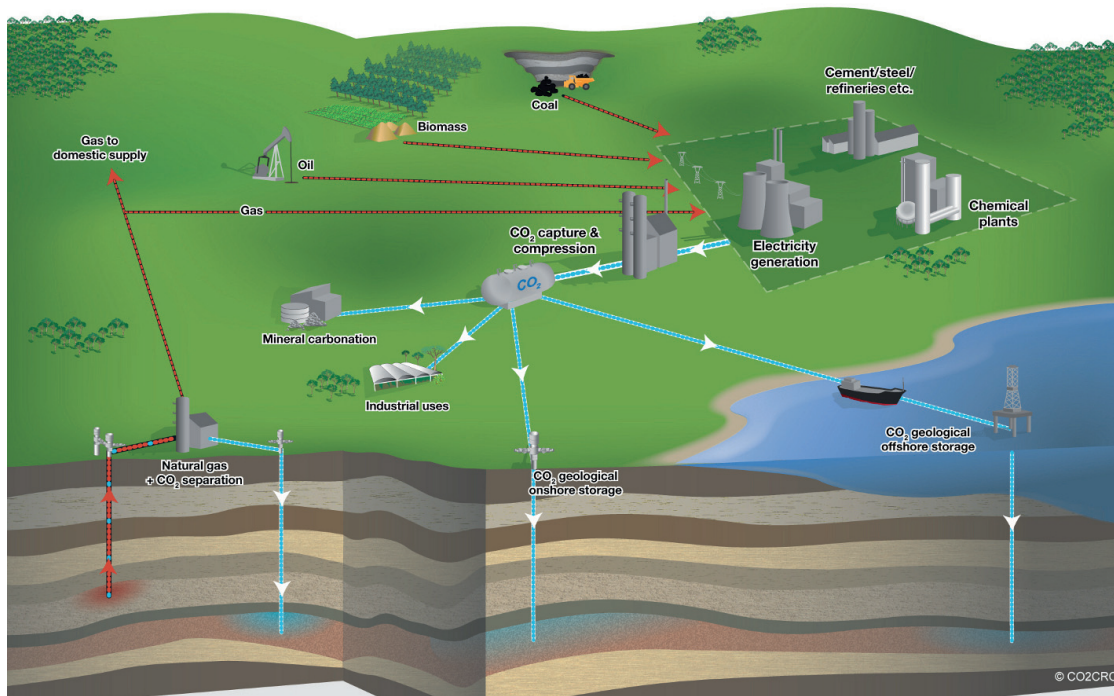 Cement/steel/
refineries etc.
Coal
Biomass
Gas to
domestic supply
Oil
Gas
Chemical
plants
CO₂ capture &
compression
Electricity
generation
CO₂
Mineral carbonation
Industrial uses
CO₂ geological
offshore storage
Natural gas
+ CO₂ separation
CO₂ geological
onshore storage
© CO2CRC